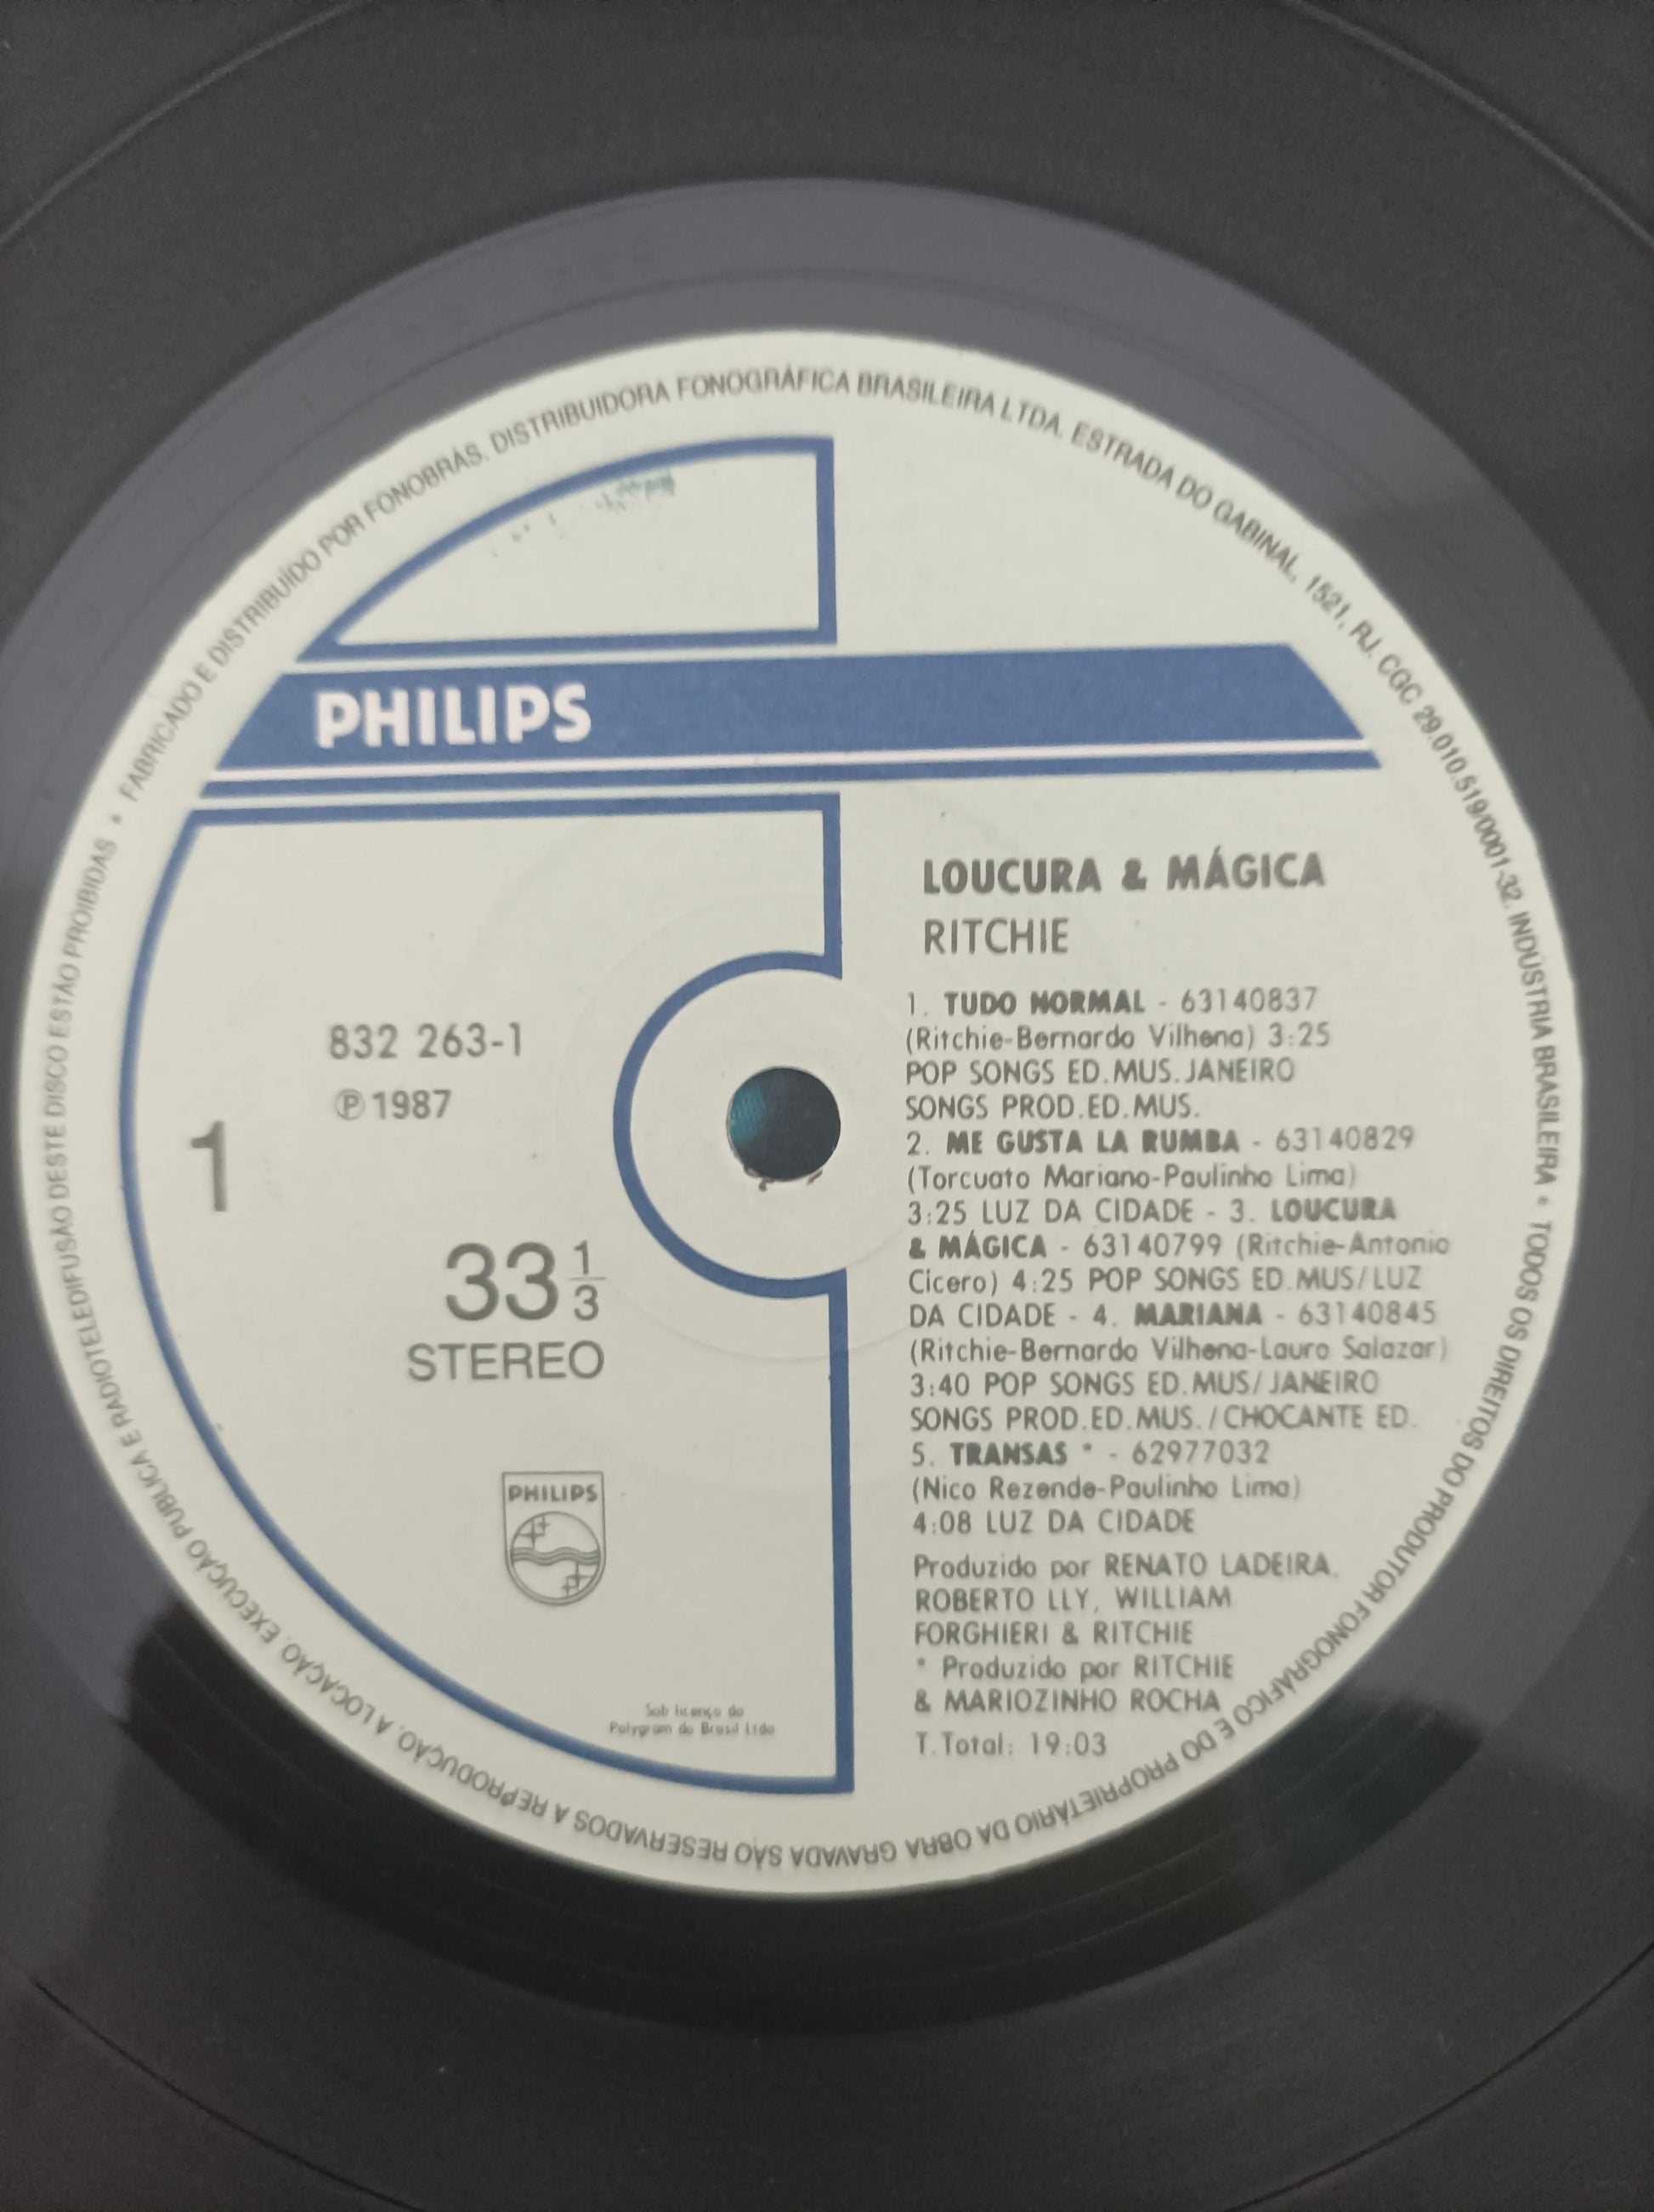 FABRICADO E DISTRIBUÍDO POR FONOBRÁS. DISTRIBUIDORA FONOGRÁFICA BRASILEIRA LTDA. ESTRADA DO GABINAL, 1521, RJ. CGC 29.010.519/0001-32. INDÚSTRIA BRASILEIRA • TODOS OS DIREITOS DO PRODUTOR FONOGRÁFICO E DO PROPRIETÁRIO DA OBRA GRAVADA SÃO RESERVADOS A REPRODUÇÃO, A LOCAÇÃO, EXECUÇÃO PÚBLICA E RADIOTELEDIFUSÃO DESTE DISCO ESTÃO PROIBIDAS •
PHILIPS
832 263-1
℗ 1987
1
33 1/3
STEREO
PHILIPS
Sob licença da
Polygram do Brasil Ltda
LOUCURA & MÁGICA
RITCHIE
1. TUDO NORMAL - 63140837
(Ritchie-Bernardo Vilhena) 3:25
POP SONGS ED.MUS.JANEIRO
SONGS PROD.ED.MUS.
2. ME GUSTA LA RUMBA - 63140829
(Torcuato Mariano-Paulinho Lima)
3:25 LUZ DA CIDADE - 3. LOUCURA
& MÁGICA - 63140799 (Ritchie-Antonio
Cicero) 4:25 POP SONGS ED.MUS/LUZ
DA CIDADE - 4. MARIANA - 63140845
(Ritchie-Bernardo Vilhena-Lauro Salazar)
3:40 POP SONGS ED.MUS/JANEIRO
SONGS PROD.ED.MUS./CHOCANTE ED.
5. TRANSAS * - 62977032
(Nico Rezende-Paulinho Lima)
4:08 LUZ DA CIDADE
Produzido por RENATO LADEIRA,
ROBERTO LLY, WILLIAM
FORGHIERI & RITCHIE
* Produzido por RITCHIE
& MARIOZINHO ROCHA
T.Total: 19:03